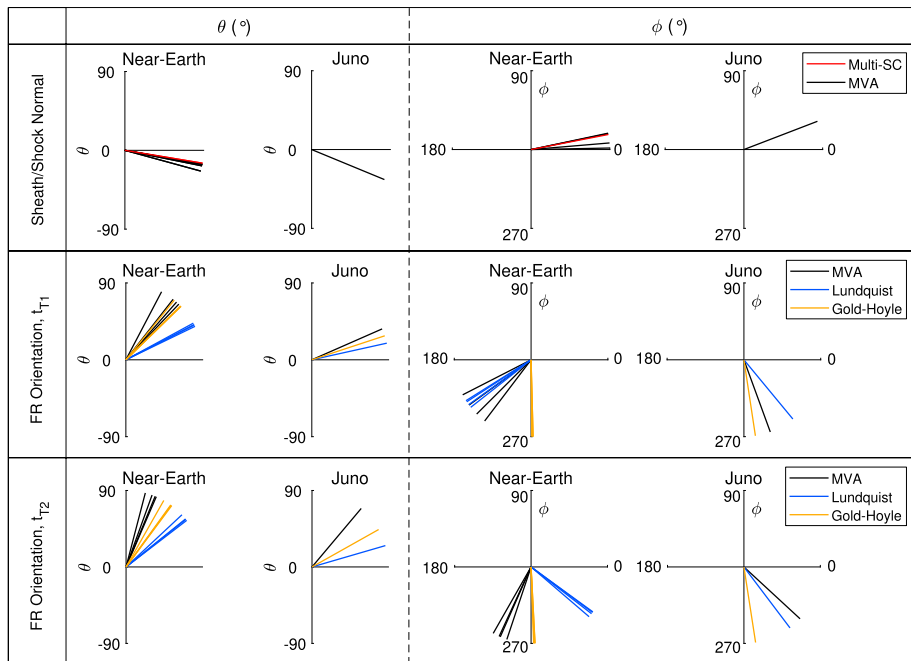 θ (°)
ϕ (°)
Sheath/Shock Normal
Near-Earth
90
θ
0
-90
Juno
90
θ
0
-90
Near-Earth
90
ϕ
180
0
270
Juno
90
ϕ
180
0
270
Multi-SC
MVA
FR Orientation, tT1
Near-Earth
90
θ
0
-90
Juno
90
θ
0
-90
Near-Earth
90
ϕ
180
0
270
Juno
90
ϕ
180
0
270
MVA
Lundquist
Gold-Hoyle
FR Orientation, tT2
Near-Earth
90
θ
0
-90
Juno
90
θ
0
-90
Near-Earth
90
ϕ
180
0
270
Juno
90
ϕ
180
0
270
MVA
Lundquist
Gold-Hoyle